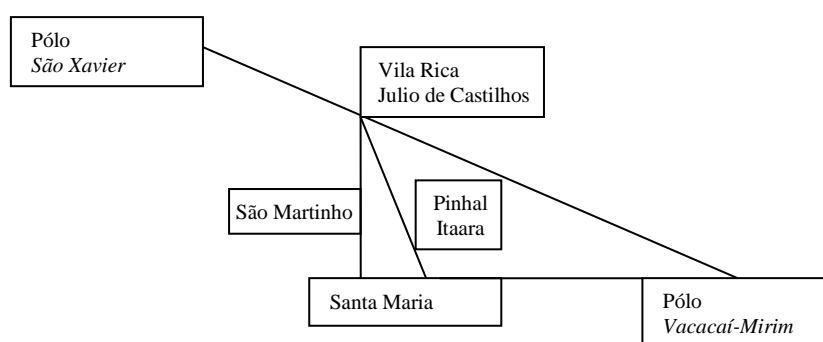 Pólo
São Xavier
Vila Rica
Julio de Castilhos
São Martinho
Pinhal
Itaara
Santa Maria
Pólo
Vacacaí-Mirim